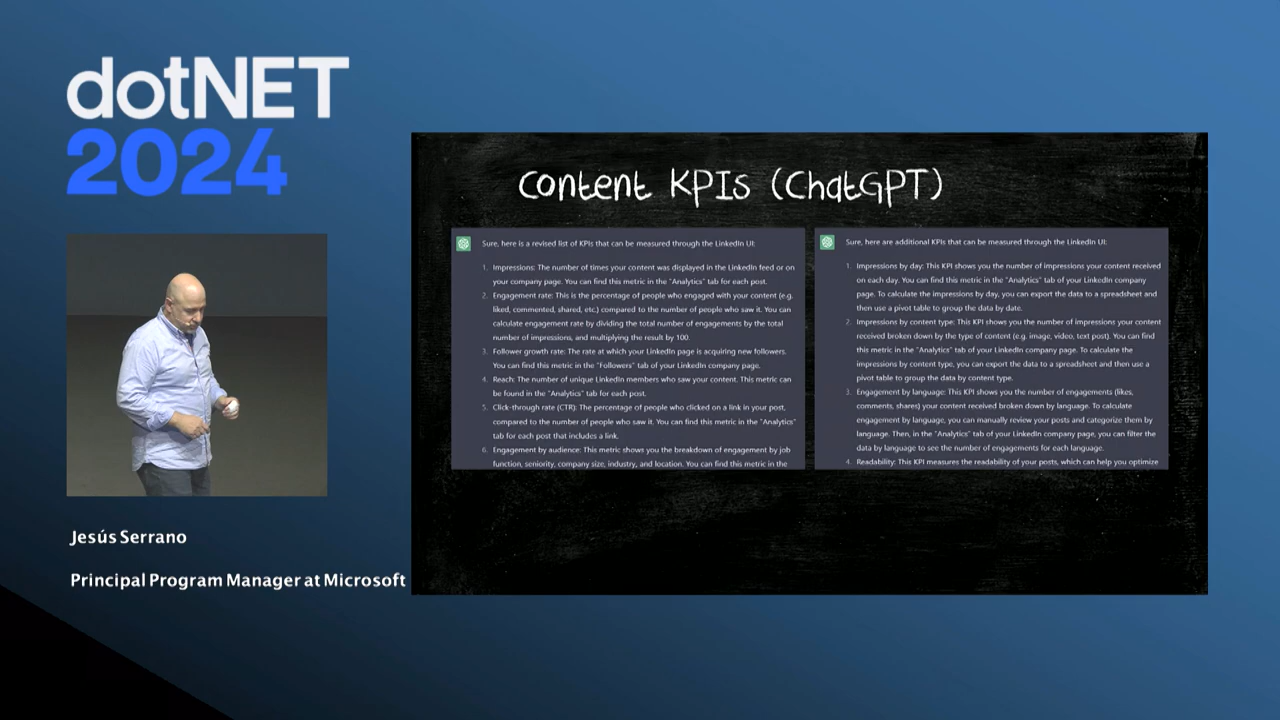 dotNET
2024
Content KPIs (ChatGPT)
Sure, here is a revised list of KPIs that can be measured through the LinkedIn UI:
1. Impressions: The number of times your content was displayed in the LinkedIn feed or on
your company page. You can find this metric in the "Analytics" tab for each post.
2. Engagement rate: This is the percentage of people who engaged with your content (e.g.
liked, commented, shared, etc.) compared to the number of people who saw it. You can
calculate engagement rate by dividing the total number of engagements by the total
number of impressions, and multiplying the result by 100.
3. Follower growth rate: The rate at which your LinkedIn page is acquiring new followers.
You can find this metric in the "Followers" tab of your LinkedIn company page.
4. Reach: The number of unique LinkedIn members who saw your content. This metric can
be found in the "Analytics" tab for each post.
5. Click-through rate (CTR): The percentage of people who clicked on a link in your post,
compared to the number of people who saw it. You can find this metric in the "Analytics"
tab for each post that includes a link.
6. Engagement by audience: This metric shows you the breakdown of engagement by job
function, seniority, company size, industry, and location. You can find this metric in the
Sure, here are additional KPIs that can be measured through the LinkedIn UI:
1. Impressions by day: This KPI shows you the number of impressions your content received
on each day. You can find this metric in the "Analytics" tab of your LinkedIn company
page. To calculate the impressions by day, you can export the data to a spreadsheet and
then use a pivot table to group the data by date.
2. Impressions by content type: This KPI shows you the number of impressions your content
received broken down by the type of content (e.g. image, video, text post). You can find
this metric in the "Analytics" tab of your LinkedIn company page. To calculate the
impressions by content type, you can export the data to a spreadsheet and then use a
pivot table to group the data by content type.
3. Engagement by language: This KPI shows you the number of engagements (likes,
comments, shares) your content received broken down by language. To calculate
engagement by language, you can manually review your posts and categorize them by
language. Then, in the "Analytics" tab of your LinkedIn company page, you can filter the
data by language to see the number of engagements for each language.
4. Readability: This KPI measures the readability of your posts, which can help you optimize
Jesús Serrano
Principal Program Manager at Microsoft